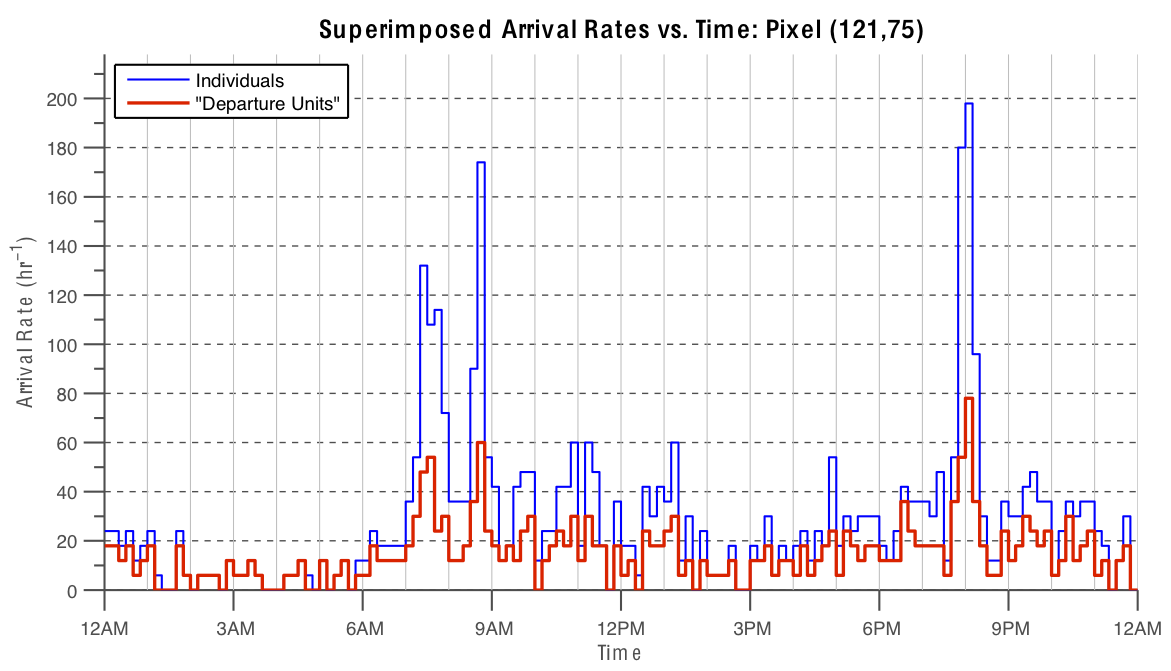 Superimposed Arrival Rates vs. Time: Pixel (121,75)
Individuals
"Departure Units"
Arrival Rate (hr⁻¹)
200
180
160
140
120
100
80
60
40
20
0
12AM 3AM 6AM 9AM 12PM 3PM 6PM 9PM 12AM
Time